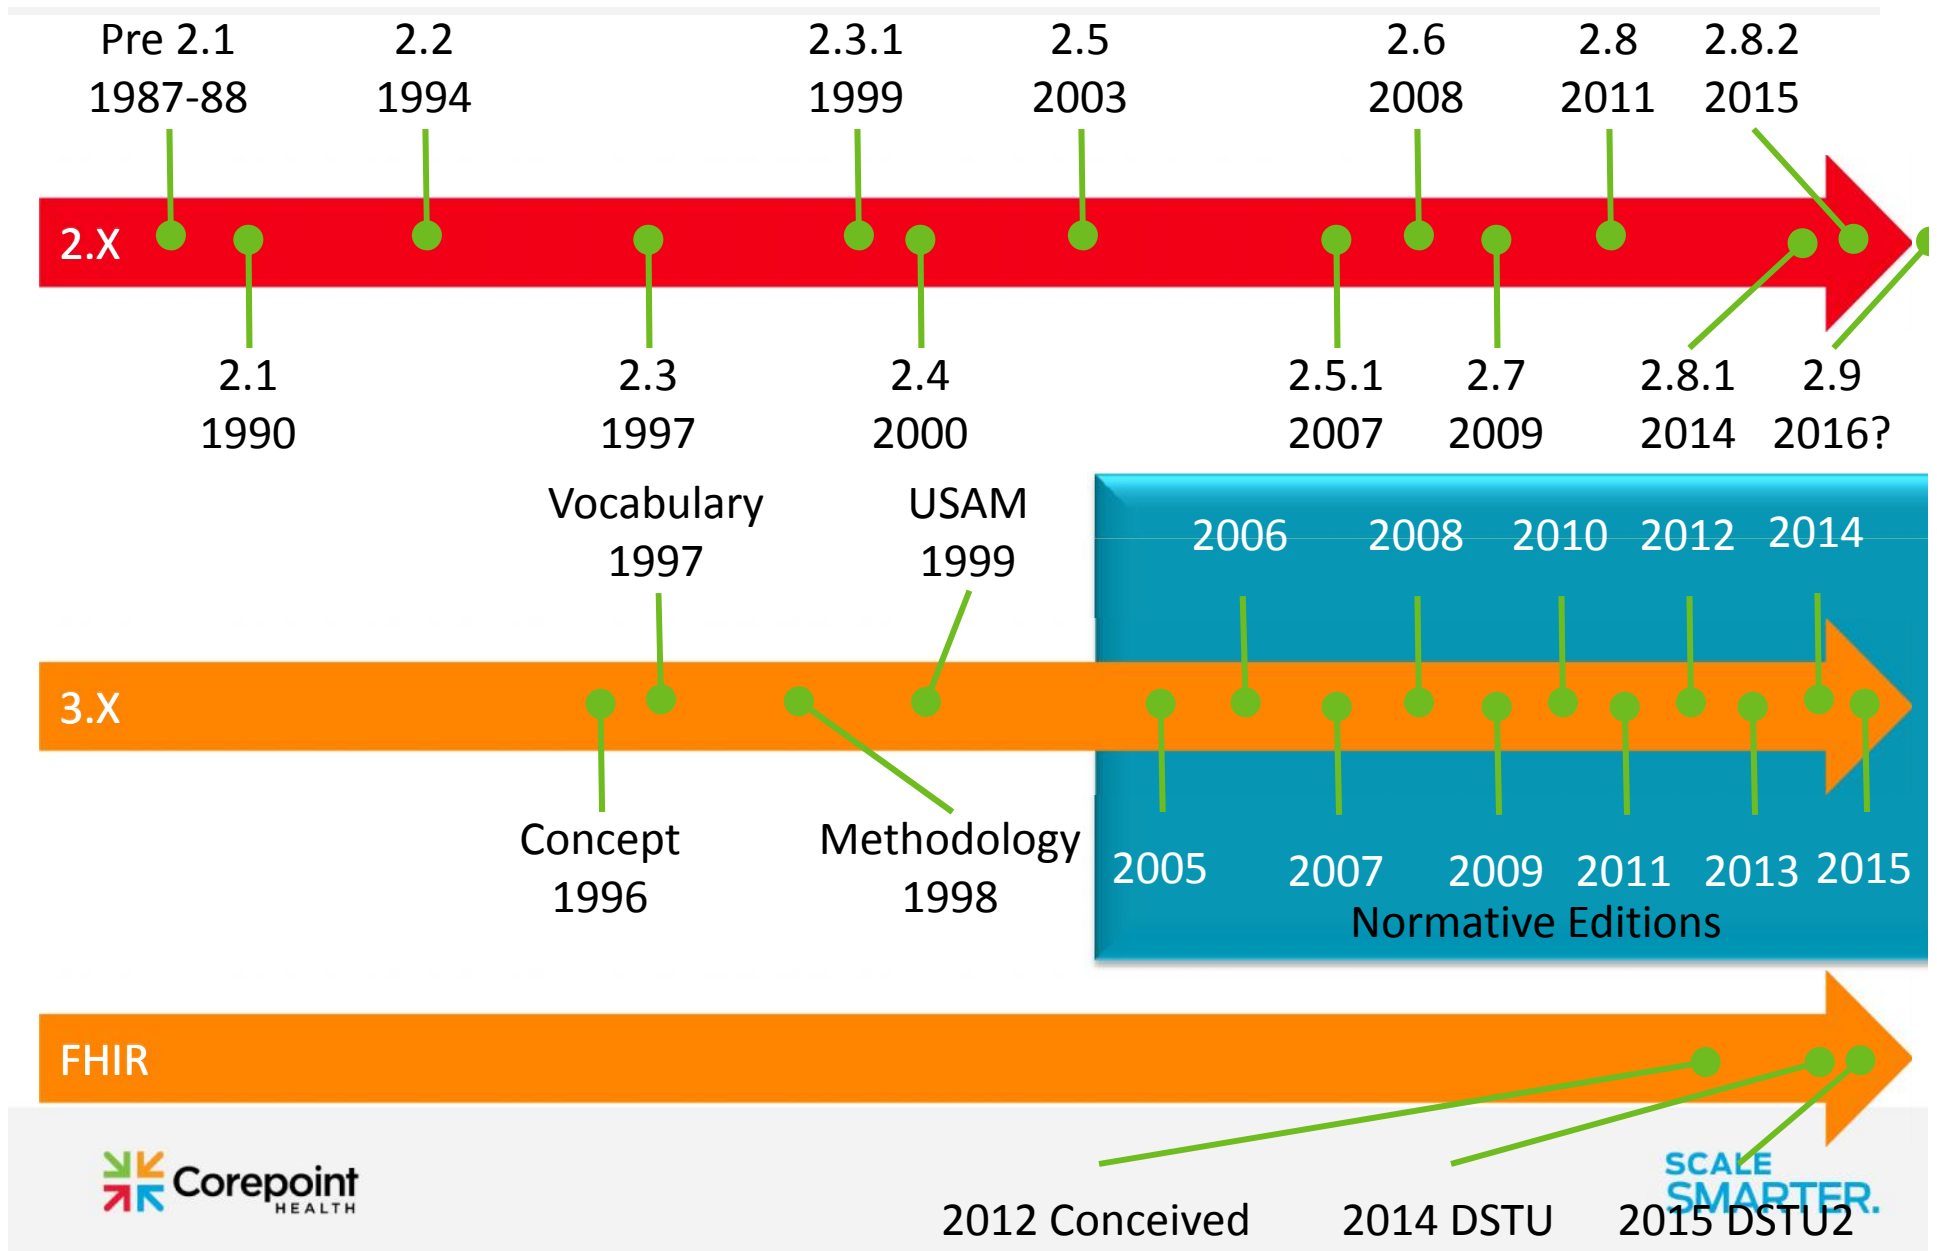 Pre 2.1 2.2 2.3.1 2.5 2.6 2.8 2.8.2
1987-88 1994 1999 2003 2008 2011 2015
2.X
2.1 2.3 2.4 2.5.1 2.7 2.8.1 2.9
1990 1997 2000 2007 2009 2014 2016?
Vocabulary USAM
1997 1999
2006 2008 2010 2012 2014
3.X
Concept Methodology
1996 1998
2005 2007 2009 2011 2013 2015
Normative Editions
FHIR
Corepoint
HEALTH
SCALE
SMARTER.
2012 Conceived 2014 DSTU 2015 DSTU2